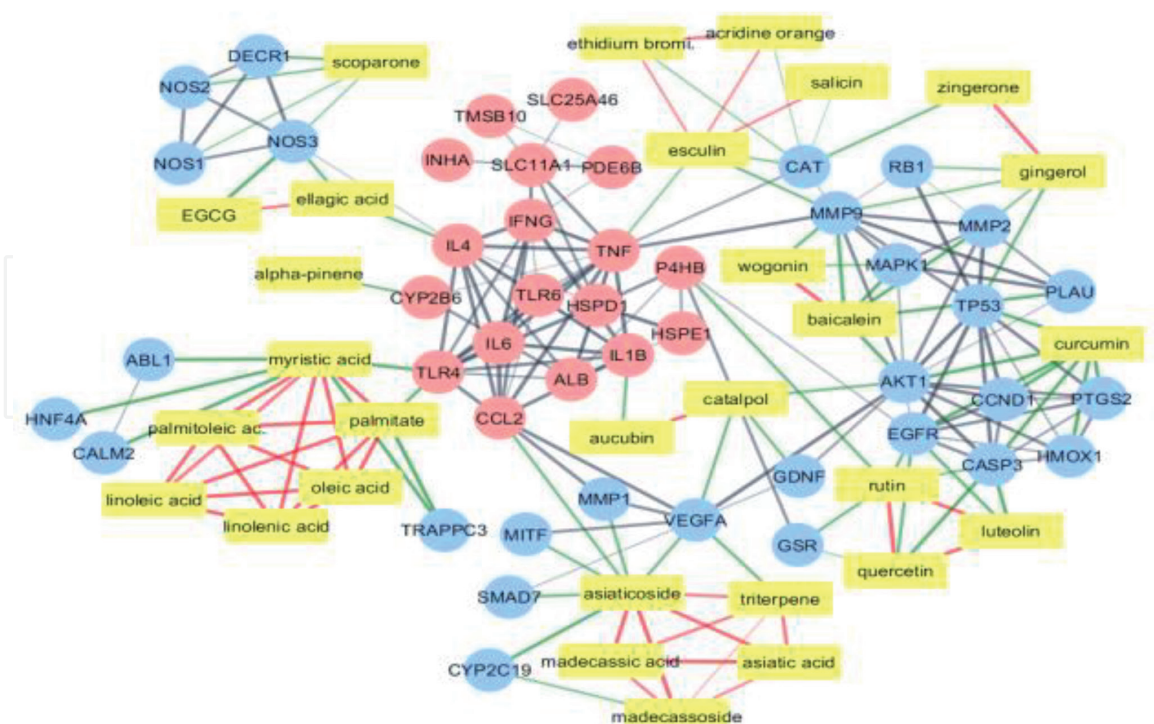 ethidium bromi.
acridine orange
DECR1
scoparone
NOS2
SLC25A46
salicin
zingerone
TMSB10
NOS3
esculin
NOS1
INHA
SLC11A1
PDE6B
CAT
RB1
gingerol
ellagic acid
EGCG
IFNG
MMP9
MMP2
IL4
TNF
alpha-pinene
P4HB
wogonin
MAPK1
CYP2B6
TLR6
HSPD1
TP53
PLAU
baicalein
HSPE1
IL6
IL1B
curcumin
ABL1
myristic acid
TLR4
ALB
AKT1
catalpol
CCND1
PTGS2
HNF4A
palmitoleic ac.
palmitate
CCL2
aucubin
EGFR
CALM2
CASP3
HMOX1
GDNF
rutin
linoleic acid
oleic acid
MMP1
linolenic acid
TRAPPC3
MITF
VEGFA
luteolin
GSR
quercetin
SMAD7
asiaticoside
triterpene
CYP2C19
madecassic acid
asiatic acid
madecassoside